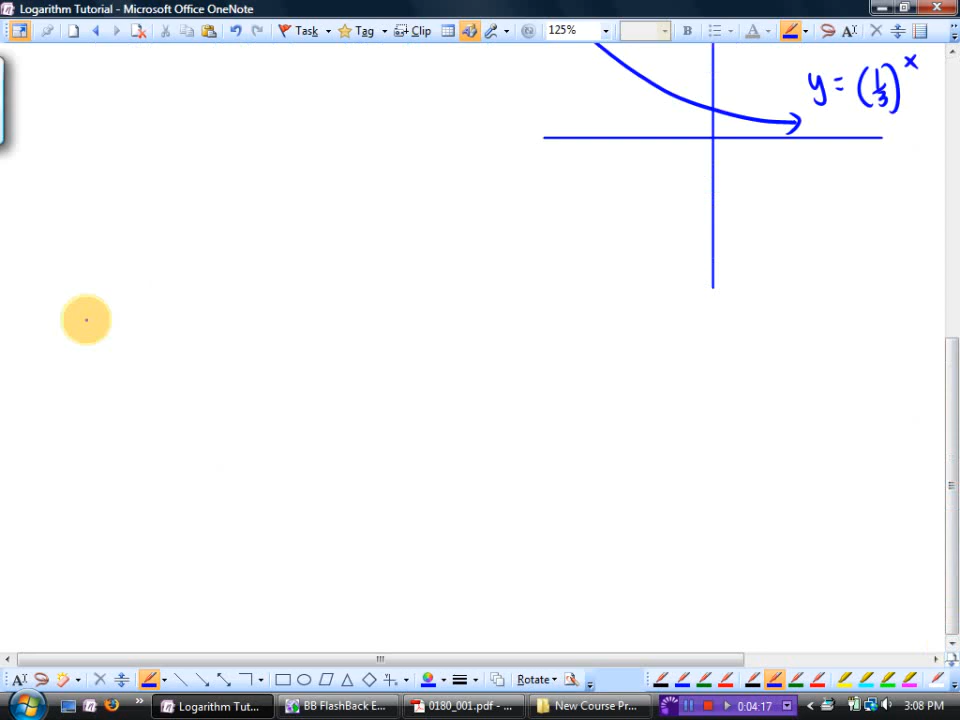 Logarithm Tutorial - Microsoft Office OneNote
Task Tag Clip 125% B A A
y = (1/3)^x
A Rotate
Logarithm Tut... BB FlashBack E... 0180_001.pdf - ... New Course Pr... 0:04:17 3:08 PM